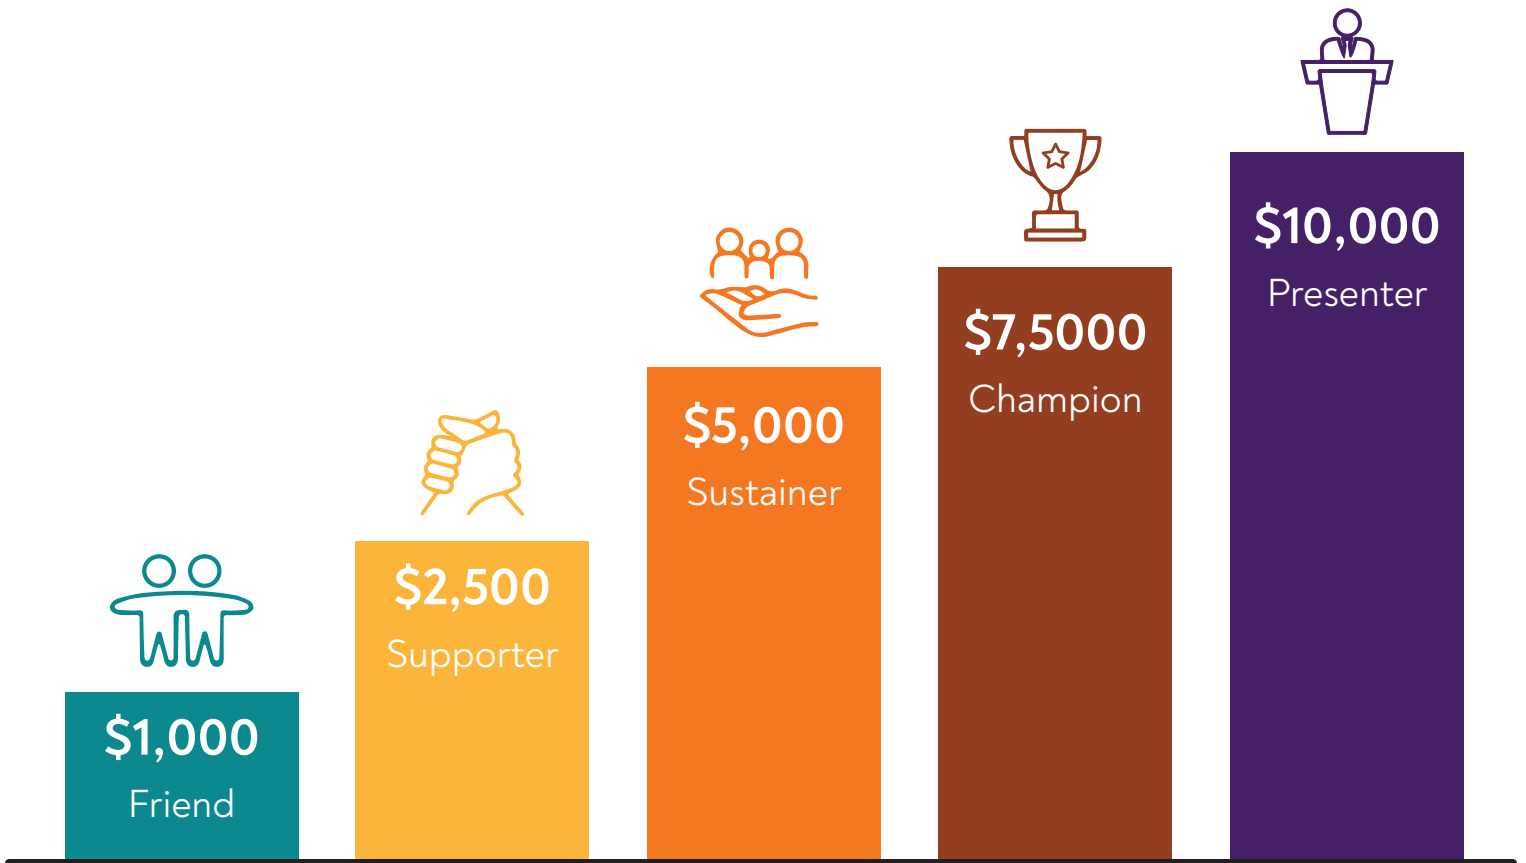 $1,000
Friend
$2,500
Supporter
$5,000
Sustainer
$7,5000
Champion
$10,000
Presenter